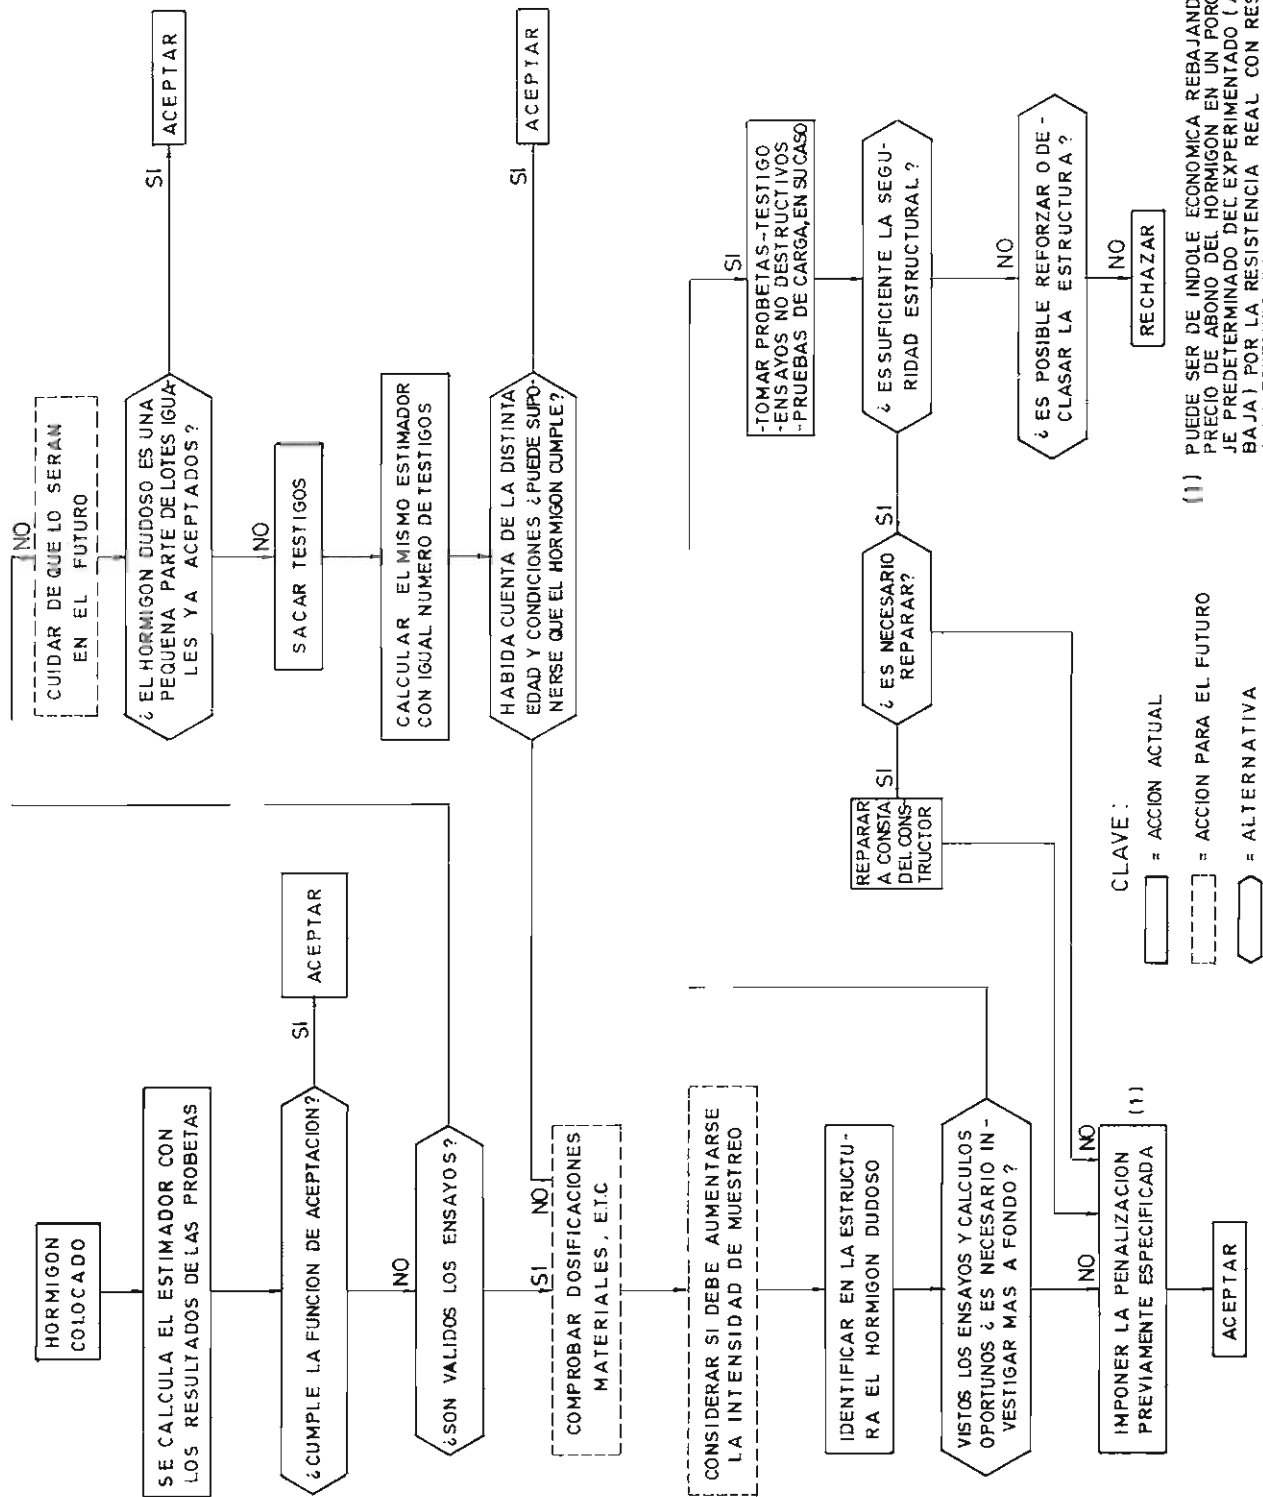 HORMIGON
COLOCADO
SE CALCULA EL ESTIMADOR CON
LOS RESULTADOS DE LAS PROBETAS
¿CUMPLE LA FUNCION DE ACEPTACION?
SI
ACEPTAR
NO
¿SON VALIDOS LOS ENSAYOS?
SI
NO
COMPROBAR DOSIFICACIONES
MATERIALES, E.T.C
CONSIDERAR SI DEBE AUMENTARSE
LA INTENSIDAD DE MUESTREO
IDENTIFICAR EN LA ESTRUCTU-
RA EL HORMIGON DUDOSO
VISTOS LOS ENSAYOS Y CALCULOS
OPORTUNOS ¿ ES NECESARIO IN-
VESTIGAR MAS A FONDO ?
NO
NO
IMPONER LA PENALIZACION
PREVIAMENTE ESPECIFICADA
(1)
ACEPTAR
NO
CUIDAR DE QUE LO SERAN
EN EL FUTURO
¿ EL HORMIGON DUDOSO ES UNA
PEQUENA PARTE DE LOTES IGUA-
LES YA ACEPTADOS ?
SI
ACEPTAR
NO
SACAR TESTIGOS
CALCULAR EL MISMO ESTIMADOR
CON IGUAL NUMERO DE TESTIGOS
HABIDA CUENTA DE LA DISTINTA
EDAD Y CONDICIONES ¿PUEDE SUPO-
NERSE QUE EL HORMIGON CUMPLE?
SI
ACEPTAR
SI
-TOMAR PROBETAS-TESTIGO
-ENSAYOS NO DESTRUCTIVOS
-PRUEBAS DE CARGA, EN SU CASO
¿ ES SUFICIENTE LA SEGU-
RIDAD ESTRUCTURAL ?
SI
¿ ES NECESARIO
REPARAR?
SI
REPARAR
A CONSTA
DEL CONS-
TRUCTOR
NO
¿ ES POSIBLE REFORZAR O DE-
CLASAR LA ESTRUCTURA ?
NO
RECHAZAR
CLAVE :
= ACCION ACTUAL
= ACCION PARA EL FUTURO
= ALTERNATIVA
(1) PUEDE SER DE INDOLE ECONOMICA REBAJAND
PRECIO DE ABONO DEL HORMIGON EN UN PORC
JE PREDETERMINADO DEL EXPERIMENTADO (
BAJA) POR LA RESISTENCIA REAL CON RES